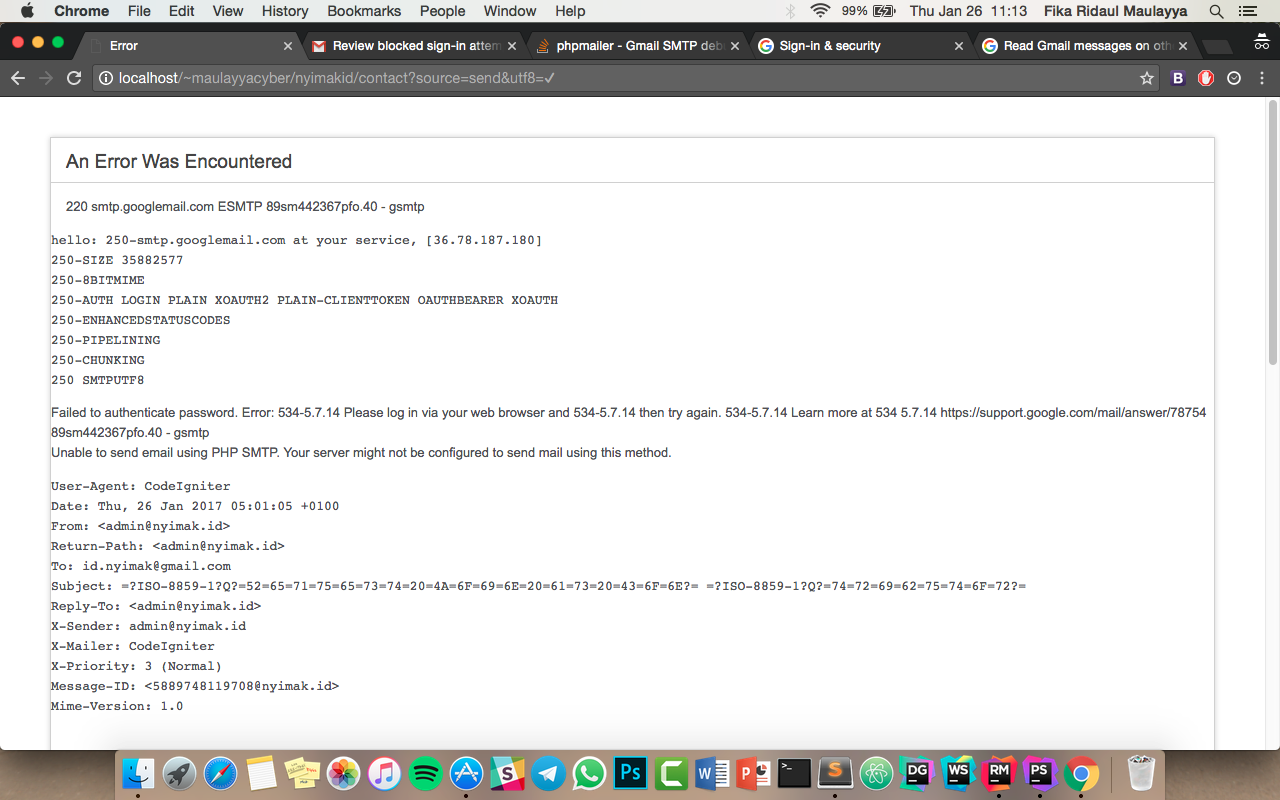 Chrome File Edit View History Bookmarks People Window Help 99% Thu Jan 26 11:13 Fika Ridaul Maulayya
Error Review blocked sign-in attem phpmailer - Gmail SMTP deb Sign-in & security Read Gmail messages on oth
localhost/~maulayyacyber/nyimakid/contact?source=send&utf8=✓
An Error Was Encountered
220 smtp.googlemail.com ESMTP 89sm442367pfo.40 - gsmtp
hello: 250-smtp.googlemail.com at your service, [36.78.187.180]
250-SIZE 35882577
250-8BITMIME
250-AUTH LOGIN PLAIN XOAUTH2 PLAIN-CLIENTTOKEN OAUTHBEARER XOAUTH
250-ENHANCEDSTATUSCODES
250-PIPELINING
250-CHUNKING
250 SMTPUTF8
Failed to authenticate password. Error: 534-5.7.14 Please log in via your web browser and 534-5.7.14 then try again. 534-5.7.14 Learn more at 534 5.7.14 https://support.google.com/mail/answer/78754
89sm442367pfo.40 - gsmtp
Unable to send email using PHP SMTP. Your server might not be configured to send mail using this method.
User-Agent: CodeIgniter
Date: Thu, 26 Jan 2017 05:01:05 +0100
From: <admin@nyimak.id>
Return-Path: <admin@nyimak.id>
To: id.nyimak@gmail.com
Subject: =?ISO-8859-1?Q?=52=65=71=75=65=73=74=20=4A=6F=69=6E=20=61=73=20=43=6F=6E?= =?ISO-8859-1?Q?=74=72=69=62=75=74=6F=72?=
Reply-To: <admin@nyimak.id>
X-Sender: admin@nyimak.id
X-Mailer: CodeIgniter
X-Priority: 3 (Normal)
Message-ID: <5889748119708@nyimak.id>
Mime-Version: 1.0
Ps W P S DG WS RM PS